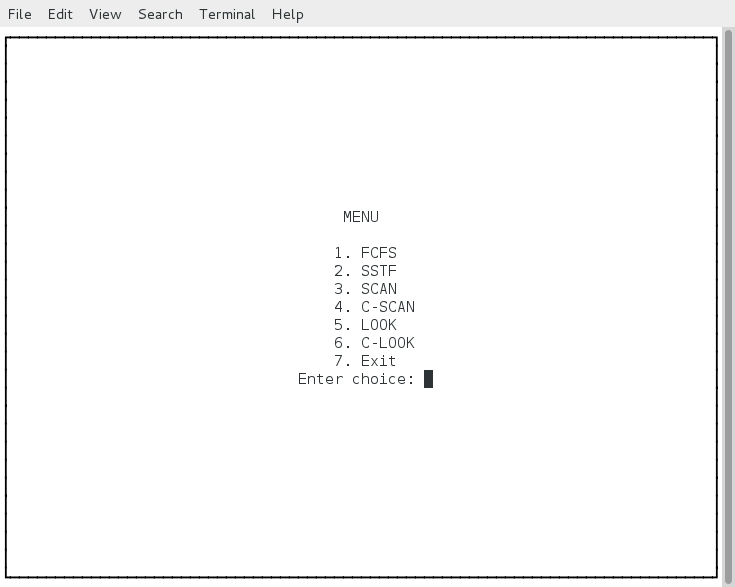 File Edit View Search Terminal Help
MENU
1. FCFS
2. SSTF
3. SCAN
4. C-SCAN
5. LOOK
6. C-LOOK
7. Exit
Enter choice: